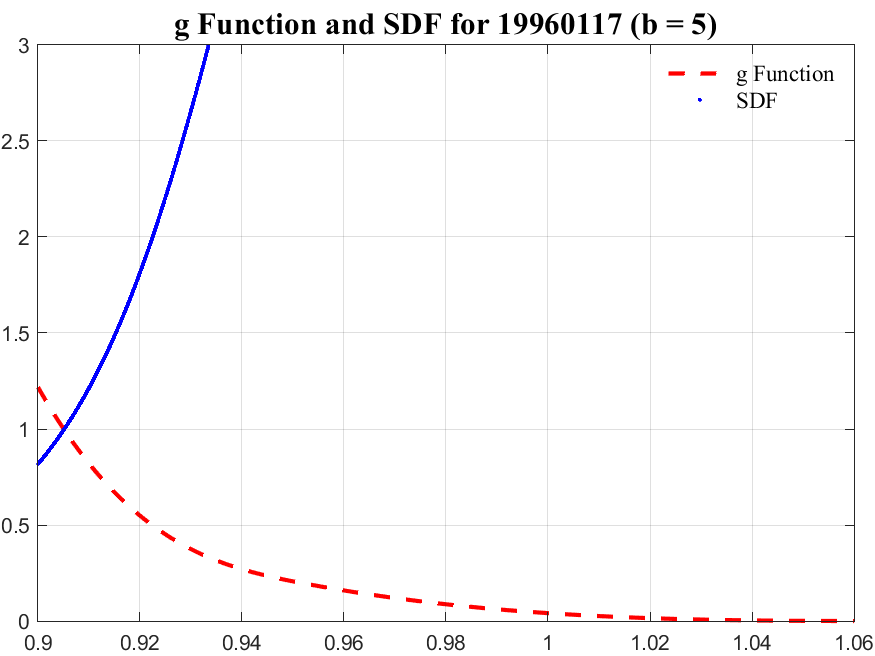 g Function and SDF for 19960117 (b = 5)
g Function
SDF
3
2.5
2
1.5
1
0.5
0
0.9 0.92 0.94 0.96 0.98 1 1.02 1.04 1.06